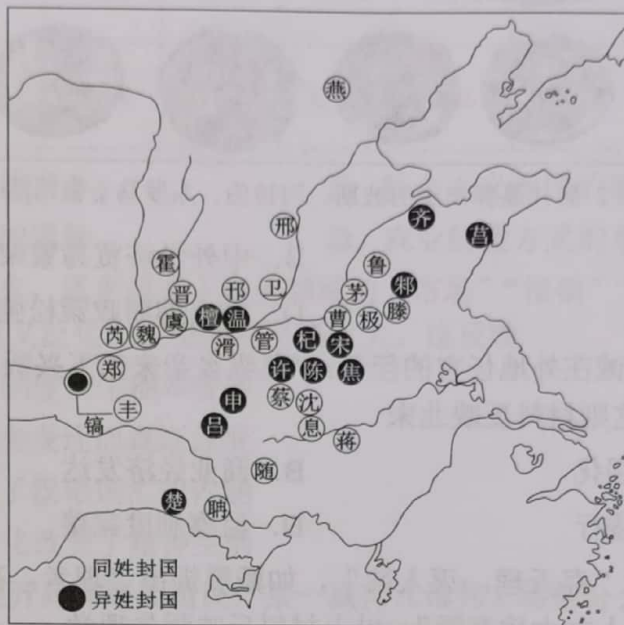 燕
齐
莒
邢
鲁
霍
邾
茅
晋
邘
卫
滕
虞
檀
温
曹
极
芮
魏
滑
管
杞
宋
郑
许
陈
焦
丰
申
蔡
沈
镐
吕
息
蒋
随
楚
聃
同姓封国
异姓封国